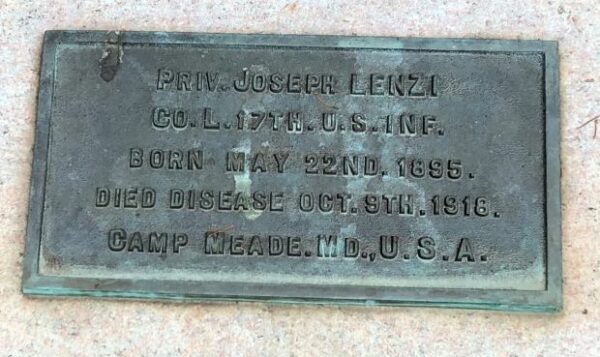 PRIV. JOSEPH LENZI
CO. L. 17TH. U.S. INF.
BORN MAY 22ND. 1895.
DIED DISEASE OCT. 9TH. 1918.
CAMP MEADE. MD., U.S.A.